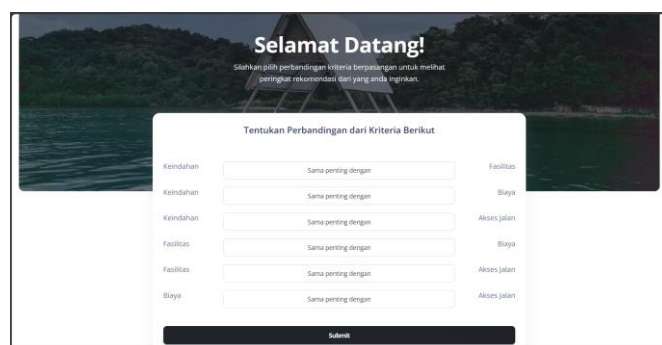 Selamat Datang!
Silahkan pilih perbandingan kriteria berpasangan untuk melihat
peringkat rekomendasi dari yang anda inginkan.
Tentukan Perbandingan dari Kriteria Berikut
Keindahan Sama penting dengan Fasilitas
Keindahan Sama penting dengan Biaya
Keindahan Sama penting dengan Akses Jalan
Fasilitas Sama penting dengan Biaya
Fasilitas Sama penting dengan Akses Jalan
Biaya Sama penting dengan Akses Jalan
Submit